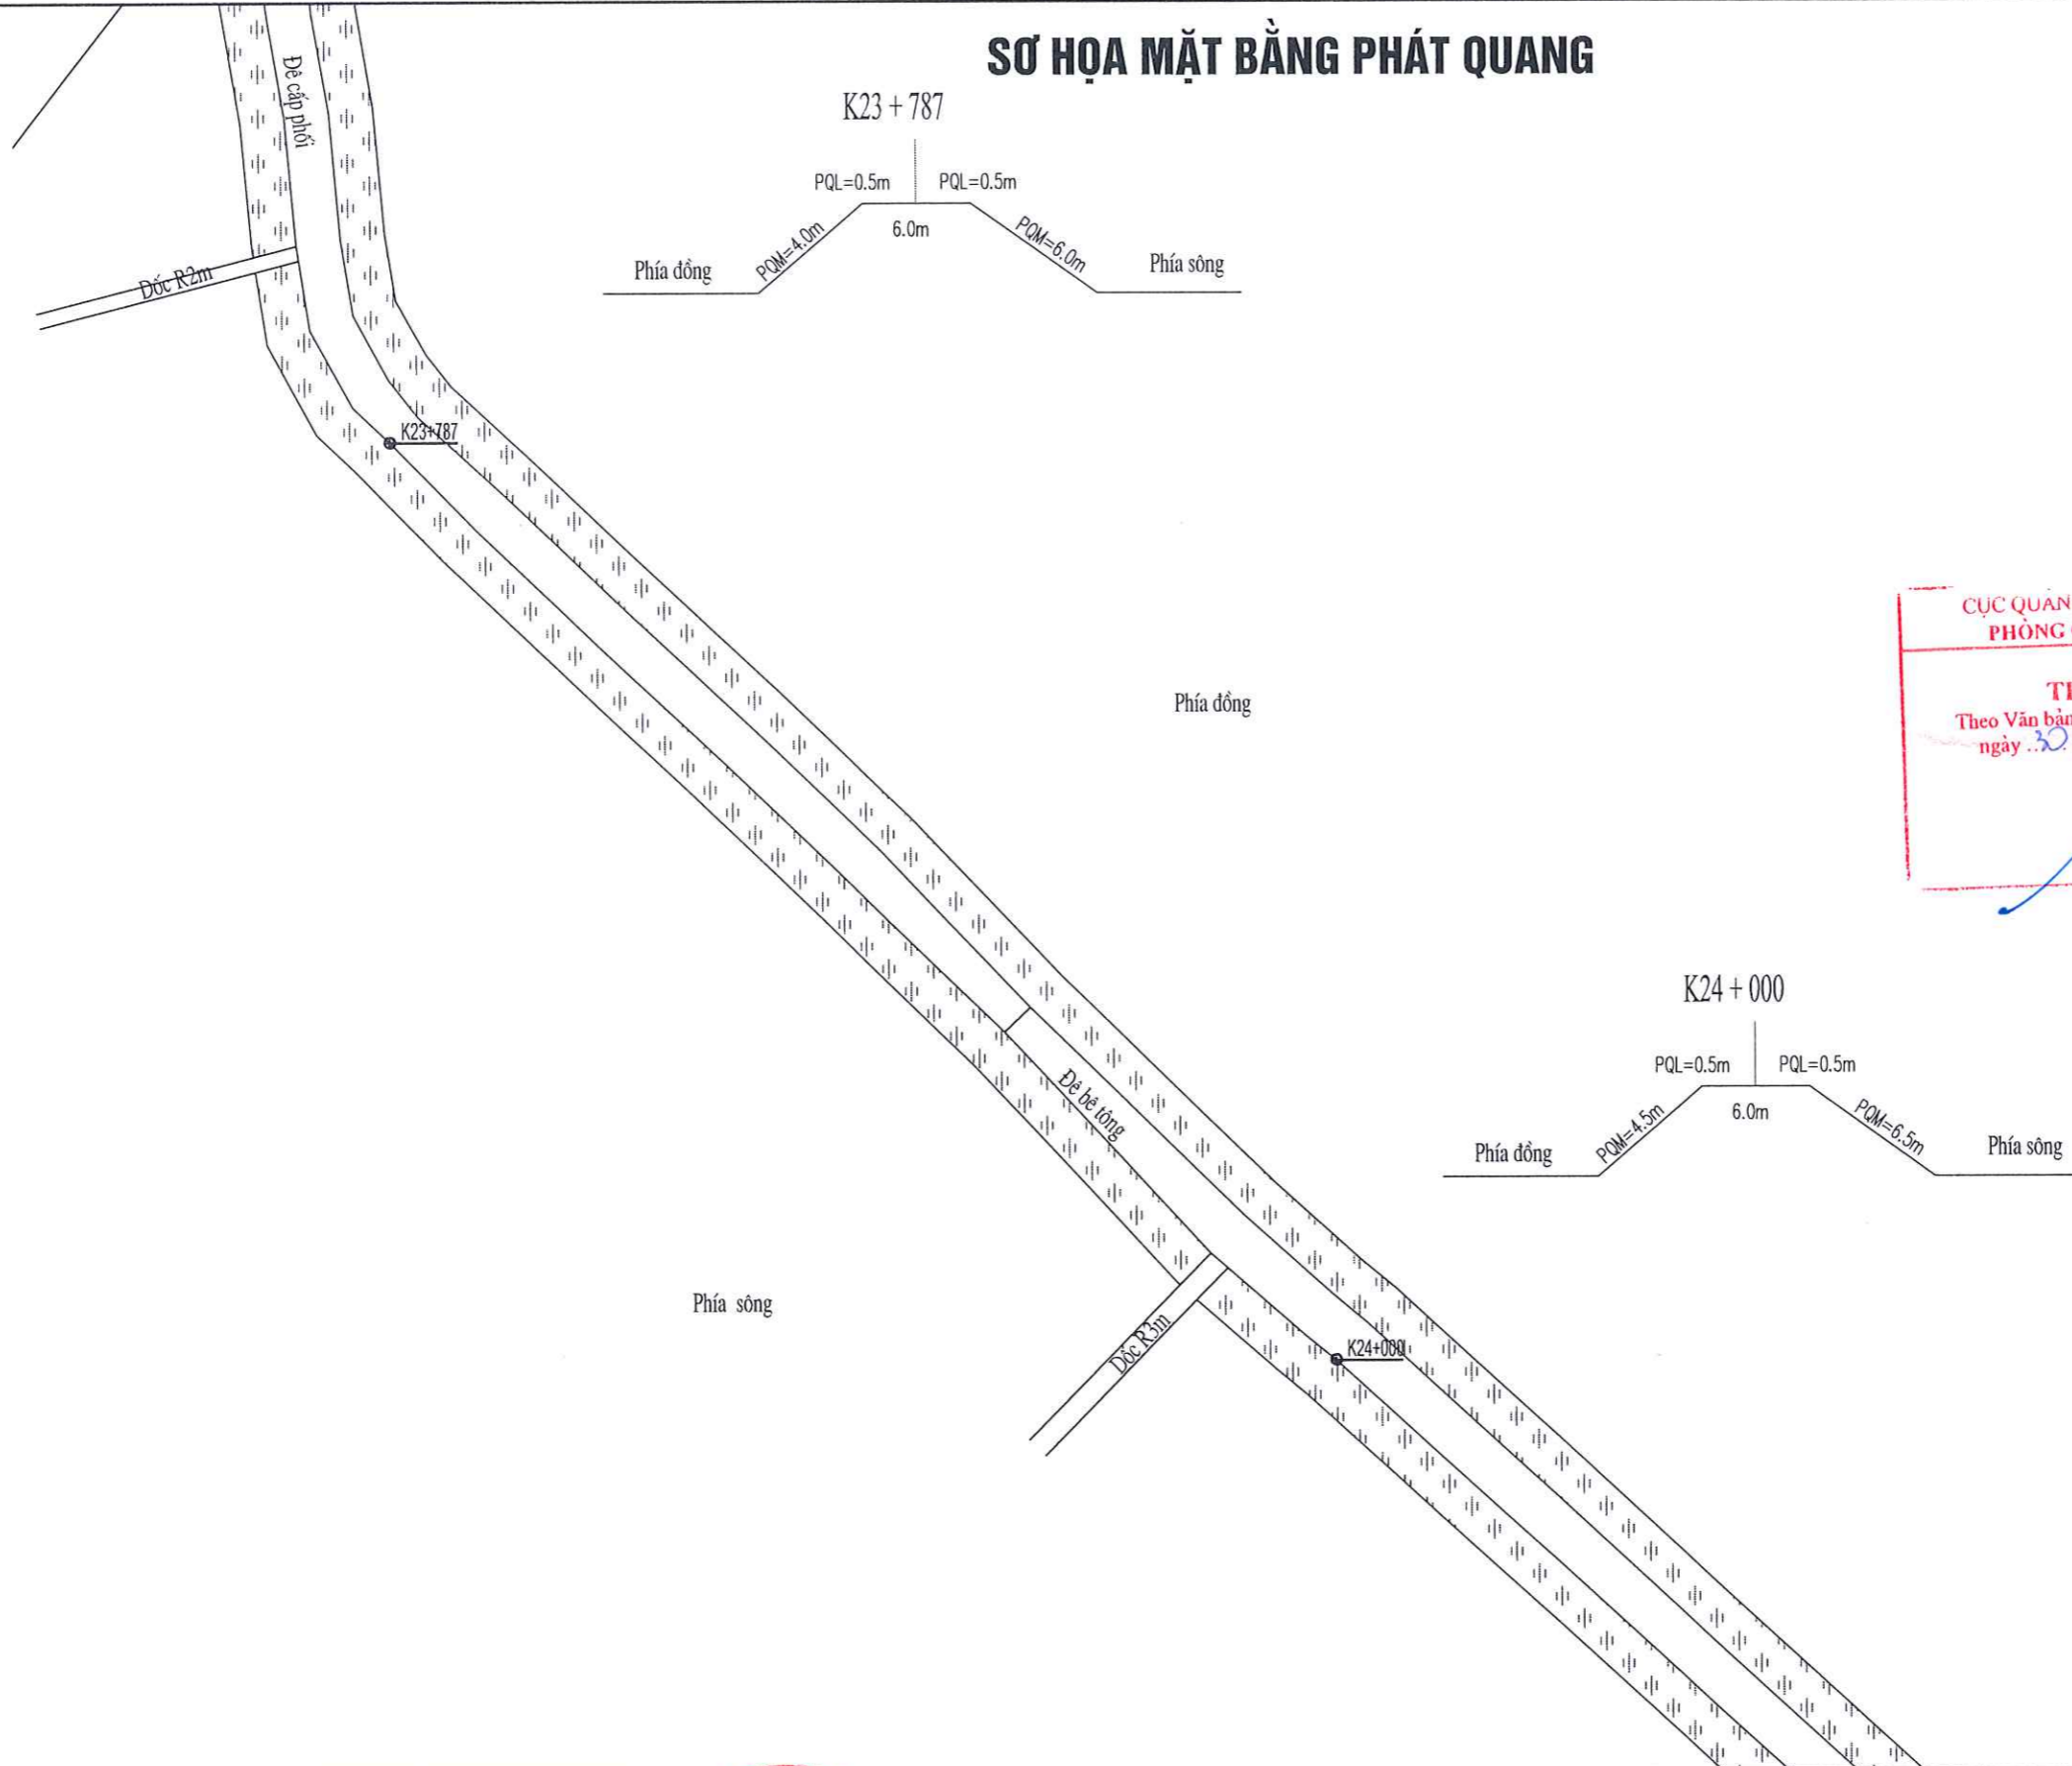 SƠ HỌA MẶT BẰNG PHÁT QUANG
K23 + 787
PQL=0.5m PQL=0.5m
6.0m
PQM=4.0m
PQM=6.0m
Phía đồng
Phía sông
Đê cấp phối
Dốc R2m
K23+787
Phía đồng
CỤC QUẢN
PHÒNG
Theo Văn bản
ngày ..30.
K24 + 000
PQL=0.5m PQL=0.5m
6.0m
PQM=4.5m
PQM=6.5m
Phía đồng
Phía sông
Đê bê tông
Phía sông
Dốc R3m
K24+000